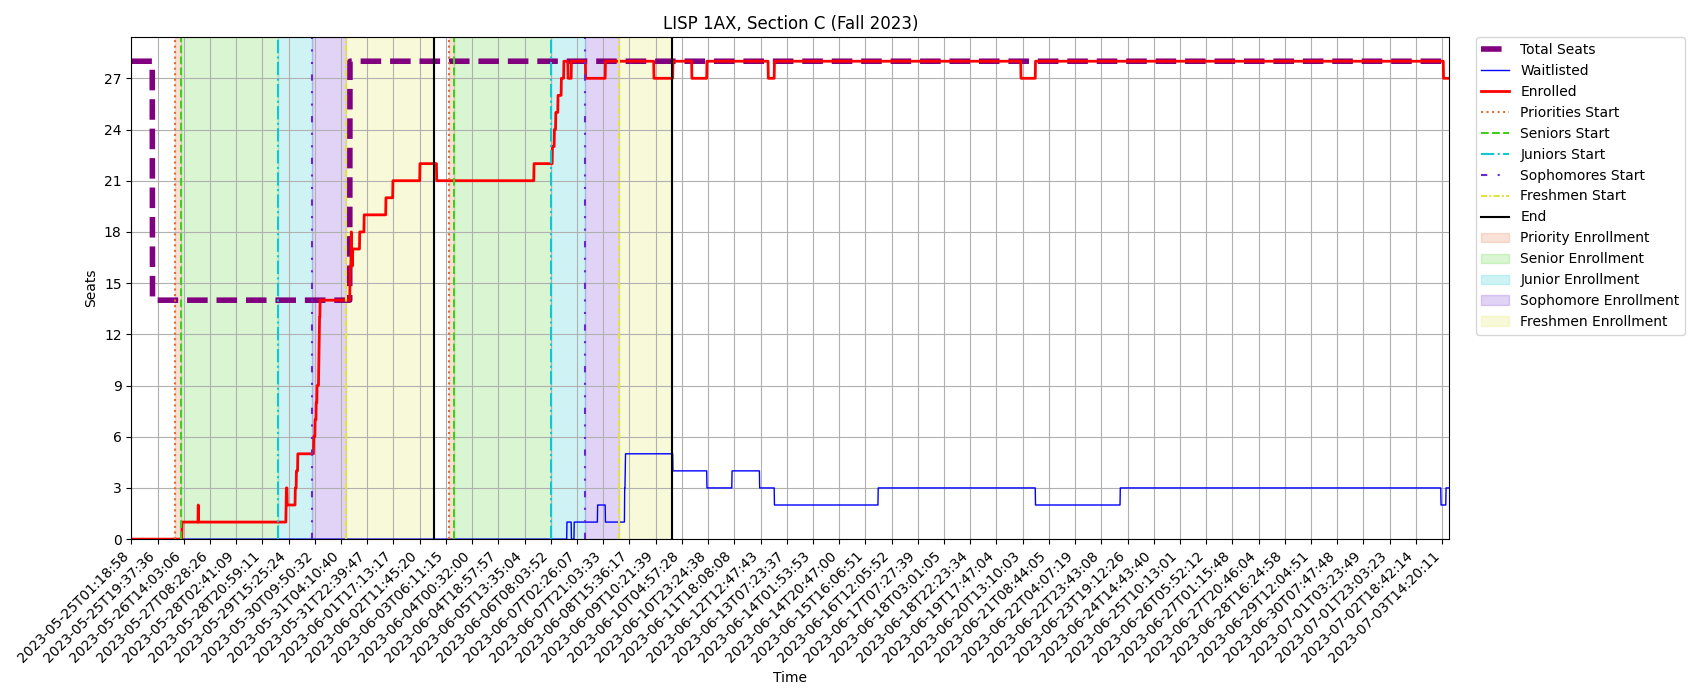 LISP 1AX, Section C (Fall 2023)
Seats
27
24
21
18
15
12
9
6
3
0
2023-05-25T01:18:58
2023-05-25T19:37:36
2023-05-26T14:03:06
2023-05-27T08:28:26
2023-05-28T02:41:09
2023-05-28T20:59:11
2023-05-29T15:25:24
2023-05-30T09:50:32
2023-05-31T04:10:40
2023-05-31T22:39:47
2023-06-01T17:13:17
2023-06-02T11:45:20
2023-06-03T06:11:15
2023-06-04T00:32:00
2023-06-04T18:57:57
2023-06-05T13:35:04
2023-06-06T08:03:52
2023-06-07T02:26:07
2023-06-07T21:03:33
2023-06-08T15:36:17
2023-06-09T10:21:39
2023-06-10T04:57:28
2023-06-10T23:24:38
2023-06-11T18:08:08
2023-06-12T12:47:43
2023-06-13T07:23:37
2023-06-14T01:53:53
2023-06-14T20:47:00
2023-06-15T16:06:51
2023-06-16T12:05:52
2023-06-17T07:27:39
2023-06-18T03:01:05
2023-06-18T22:23:34
2023-06-19T17:47:04
2023-06-20T13:10:03
2023-06-21T08:44:05
2023-06-22T04:07:19
2023-06-22T23:43:08
2023-06-23T19:12:26
2023-06-24T14:43:40
2023-06-25T10:13:01
2023-06-26T05:52:12
2023-06-27T01:15:48
2023-06-27T20:46:04
2023-06-28T16:24:58
2023-06-29T12:04:51
2023-06-30T07:47:48
2023-07-01T03:23:49
2023-07-01T23:03:23
2023-07-02T18:42:14
2023-07-03T14:20:11
Time
Total Seats
Waitlisted
Enrolled
Priorities Start
Seniors Start
Juniors Start
Sophomores Start
Freshmen Start
End
Priority Enrollment
Senior Enrollment
Junior Enrollment
Sophomore Enrollment
Freshmen Enrollment